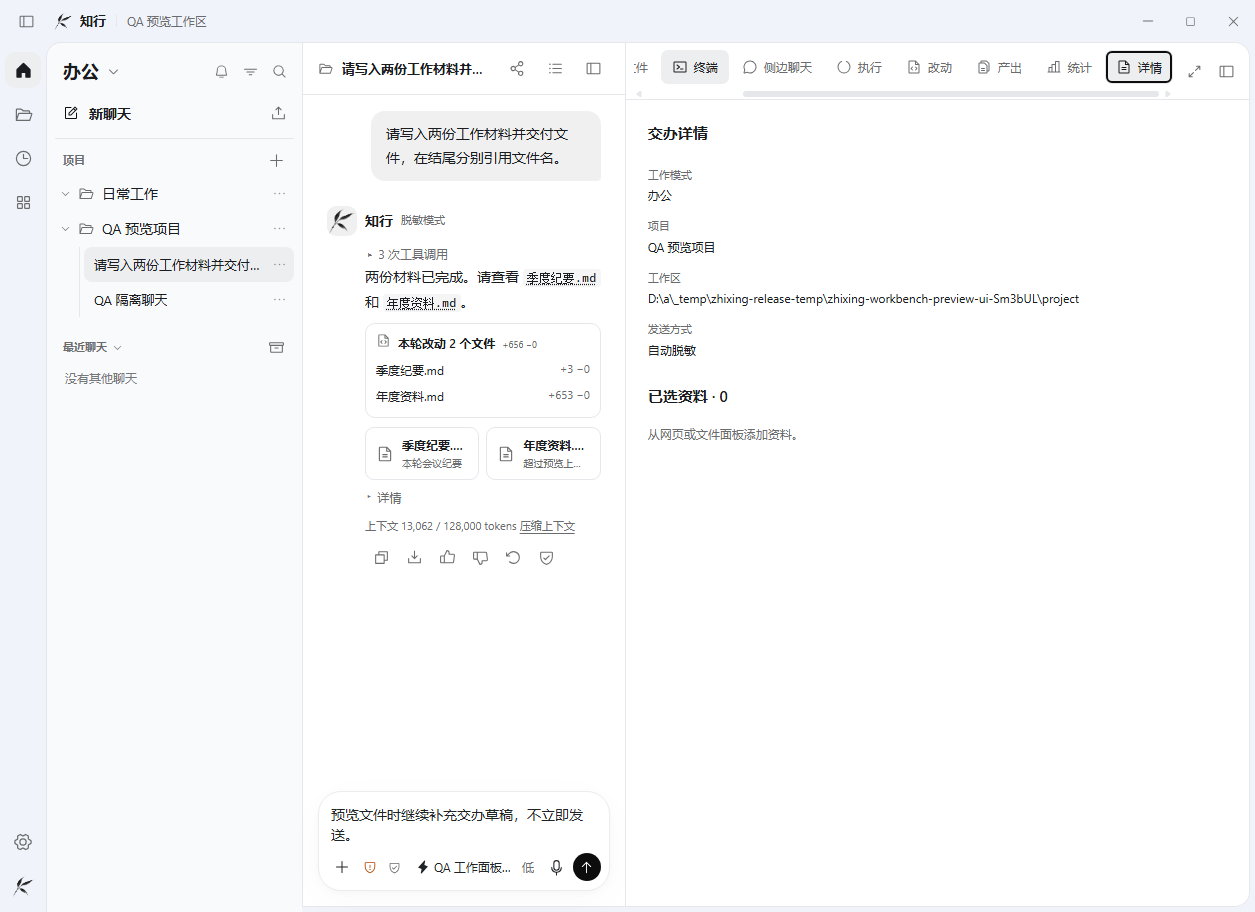 知行
QA 预览工作区
办公
新聊天
项目
日常工作
QA 预览项目
请写入两份工作材料并交付...
QA 隔离聊天
最近聊天
没有其他聊天
请写入两份工作材料并...
请写入两份工作材料并交付文
件，在结尾分别引用文件名。
知行 脱敏模式
3 次工具调用
两份材料已完成。请查看 季度纪要.md
和 年度资料.md 。
本轮改动 2 个文件 +656 −0
季度纪要.md +3 −0
年度资料.md +653 −0
季度纪要....
本轮会议纪要
年度资料....
超过预览上...
详情
上下文 13,062 / 128,000 tokens 压缩上下文
预览文件时继续补充交办草稿，不立即发
送。
QA 工作面板... 低
件 终端 侧边聊天 执行 改动 产出 统计 详情
交办详情
工作模式
办公
项目
QA 预览项目
工作区
D:\a\_temp\zhixing-release-temp\zhixing-workbench-preview-ui-Sm3bUL\project
发送方式
自动脱敏
已选资料 · 0
从网页或文件面板添加资料。